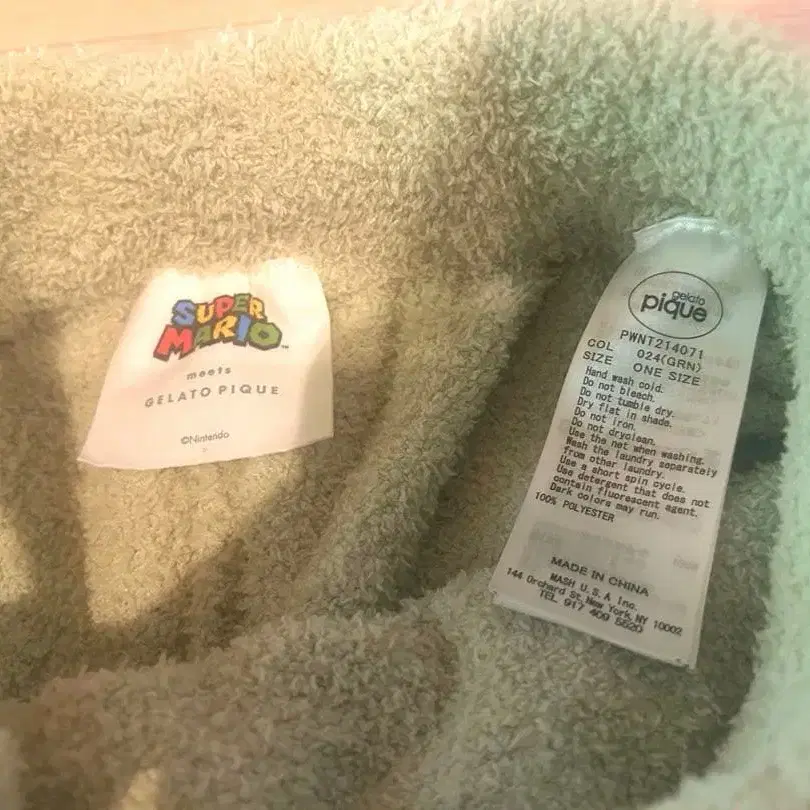 SUPER
MARIO™
meets
GELATO PIQUE
©Nintendo
gelato
pique
PWNT214071
COL 024(GRN)
SIZE ONE SIZE
Hand wash cold.
Do not bleach.
Do not tumble dry.
Dry flat in shade.
Do not iron.
Do not dryclean.
Use the net when washing.
Wash the laundry separately
from other laundry.
Use a short spin cycle.
Use detergent that does not
contain fluorescent agent.
Dark colors may run.
100% POLYESTER
MADE IN CHINA
MASH U.S.A Inc.
144 Orchard St, New York, NY 10002
TEL 917 409 5520